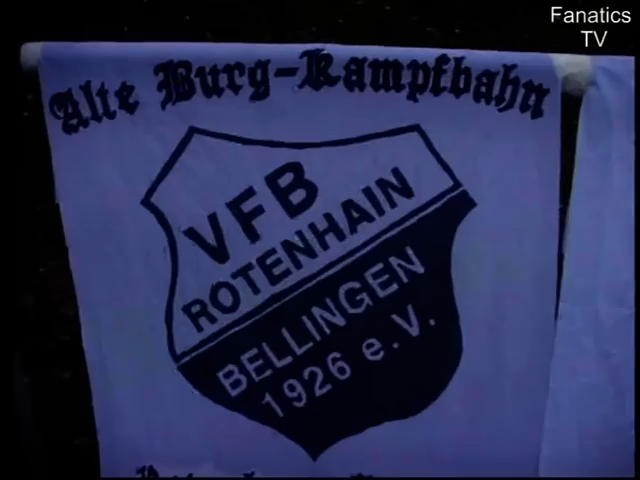 Fanatics
TV
Alte Burg-Kampfbahn
VFB
ROTENHAIN
BELLINGEN
1926 e.V.